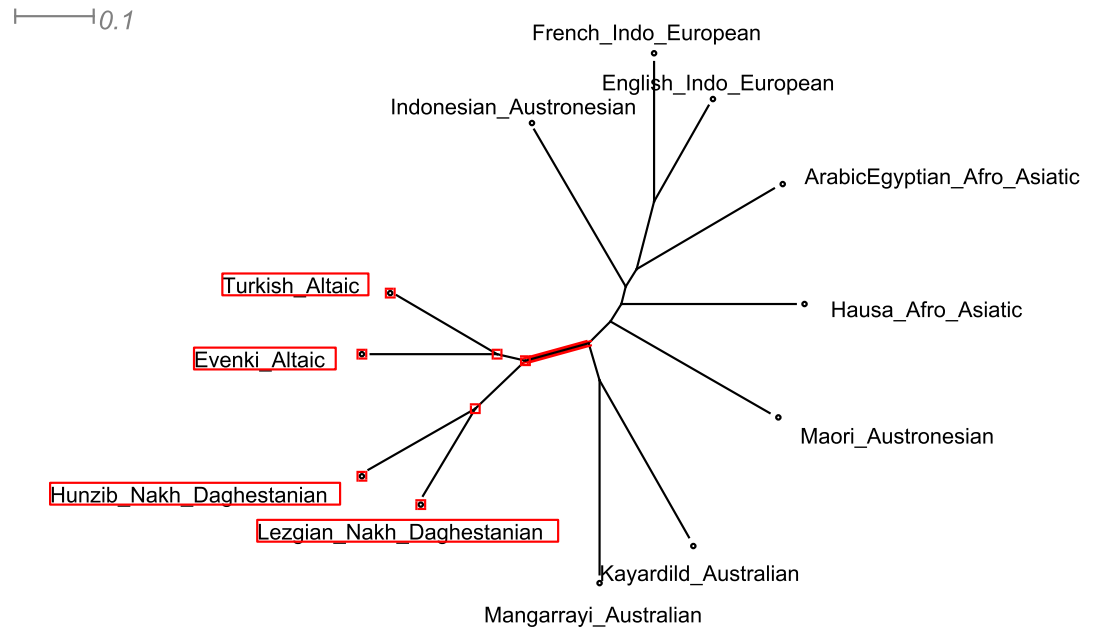 0.1
French_Indo_European
English_Indo_European
Indonesian_Austronesian
ArabicEgyptian_Afro_Asiatic
Turkish_Altaic
Hausa_Afro_Asiatic
Evenki_Altaic
Maori_Austronesian
Hunzib_Nakh_Daghestanian
Lezgian_Nakh_Daghestanian
Kayardild_Australian
Mangarrayi_Australian